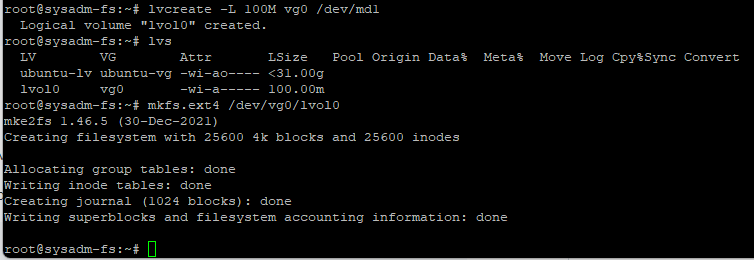 root@sysadm-fs:~# lvcreate -L 100M vg0 /dev/md1
  Logical volume "lvol0" created.
root@sysadm-fs:~# lvs
  LV        VG        Attr       LSize   Pool Origin Data%  Meta%  Move Log Cpy%Sync Convert
  ubuntu-lv ubuntu-vg -wi-ao---- <31.00g
  lvol0     vg0       -wi-a----- 100.00m
root@sysadm-fs:~# mkfs.ext4 /dev/vg0/lvol0
mke2fs 1.46.5 (30-Dec-2021)
Creating filesystem with 25600 4k blocks and 25600 inodes

Allocating group tables: done
Writing inode tables: done
Creating journal (1024 blocks): done
Writing superblocks and filesystem accounting information: done

root@sysadm-fs:~#